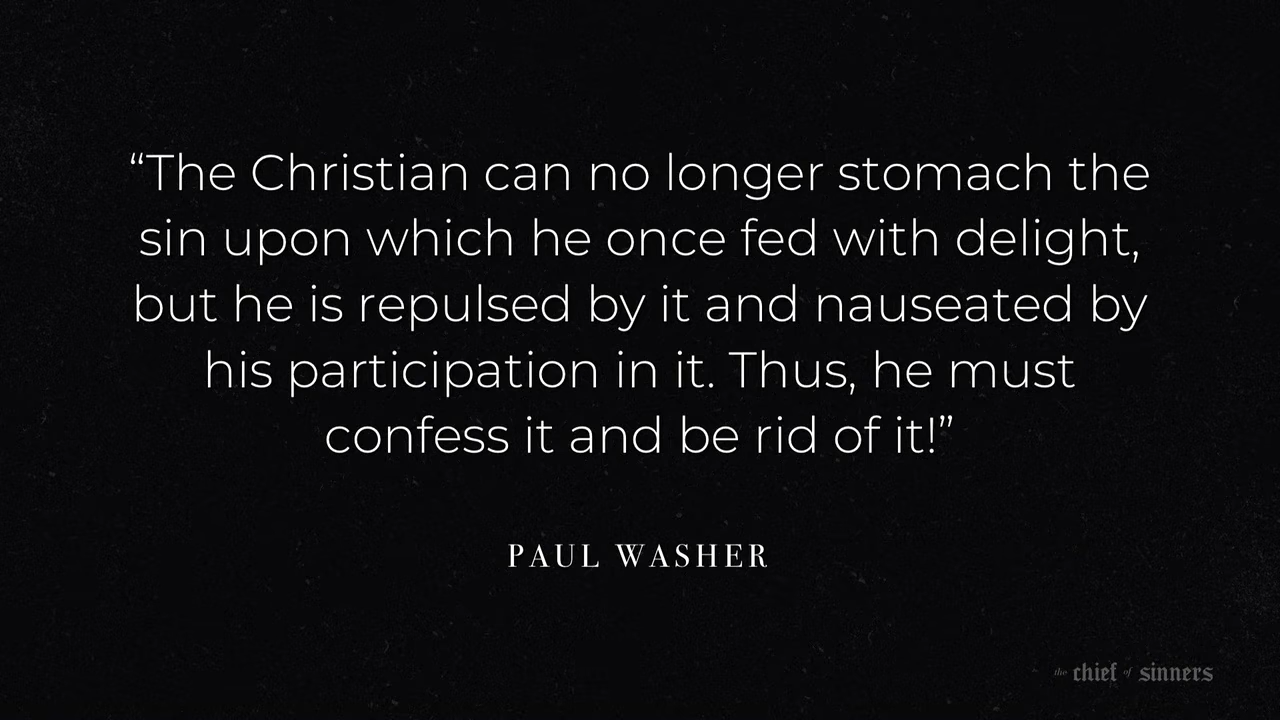 “The Christian can no longer stomach the
sin upon which he once fed with delight,
but he is repulsed by it and nauseated by
his participation in it. Thus, he must
confess it and be rid of it!”
PAUL WASHER
the chief of sinners